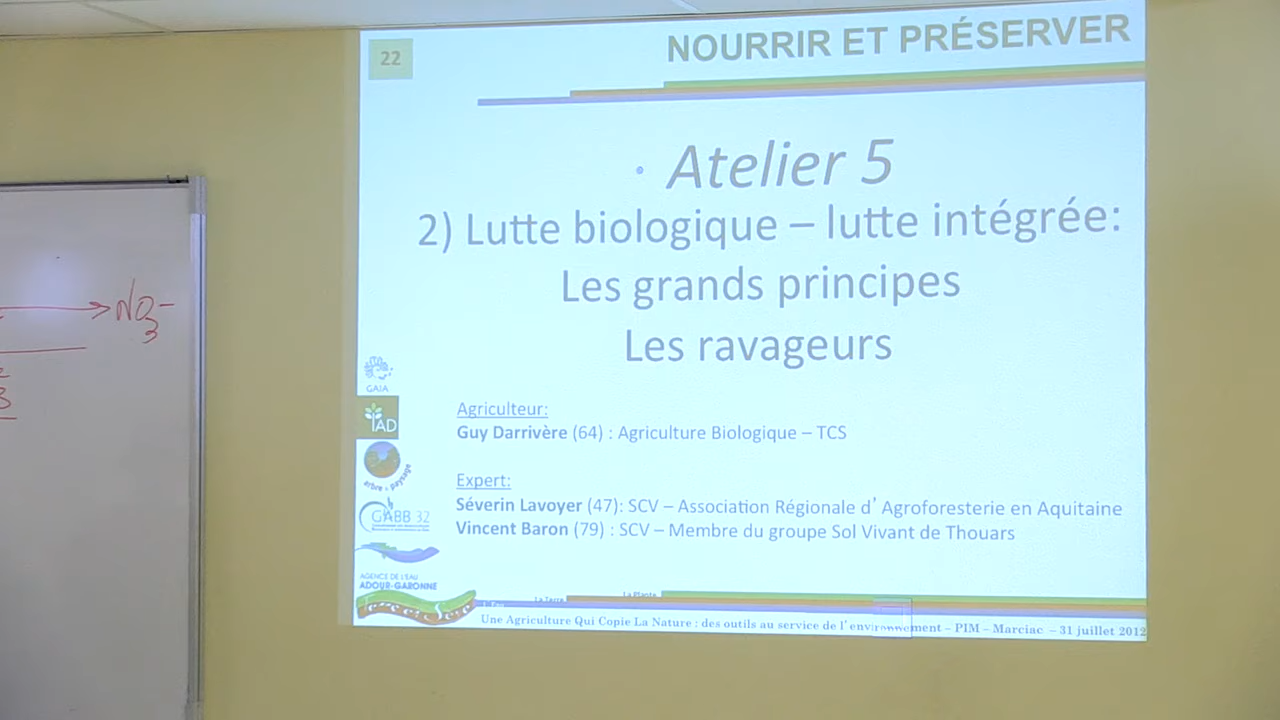 22
NOURRIR ET PRÉSERVER
• Atelier 5
2) Lutte biologique – lutte intégrée:
Les grands principes
Les ravageurs
Agriculteur:
Guy Darrivère (64) : Agriculture Biologique – TCS
Expert:
Séverin Lavoyer (47): SCV – Association Régionale d’ Agroforesterie en Aquitaine
Vincent Baron (79) : SCV – Membre du groupe Sol Vivant de Thouars
GAIA
IAD
arbre & paysage
GABB 32
AGENCE DE L'EAU
ADOUR-GARONNE
La Terre
La Plante
Une Agriculture Qui Copie La Nature : des outils au service de l’environnement – PIM – Marciac – 31 juillet 2012
NO3-